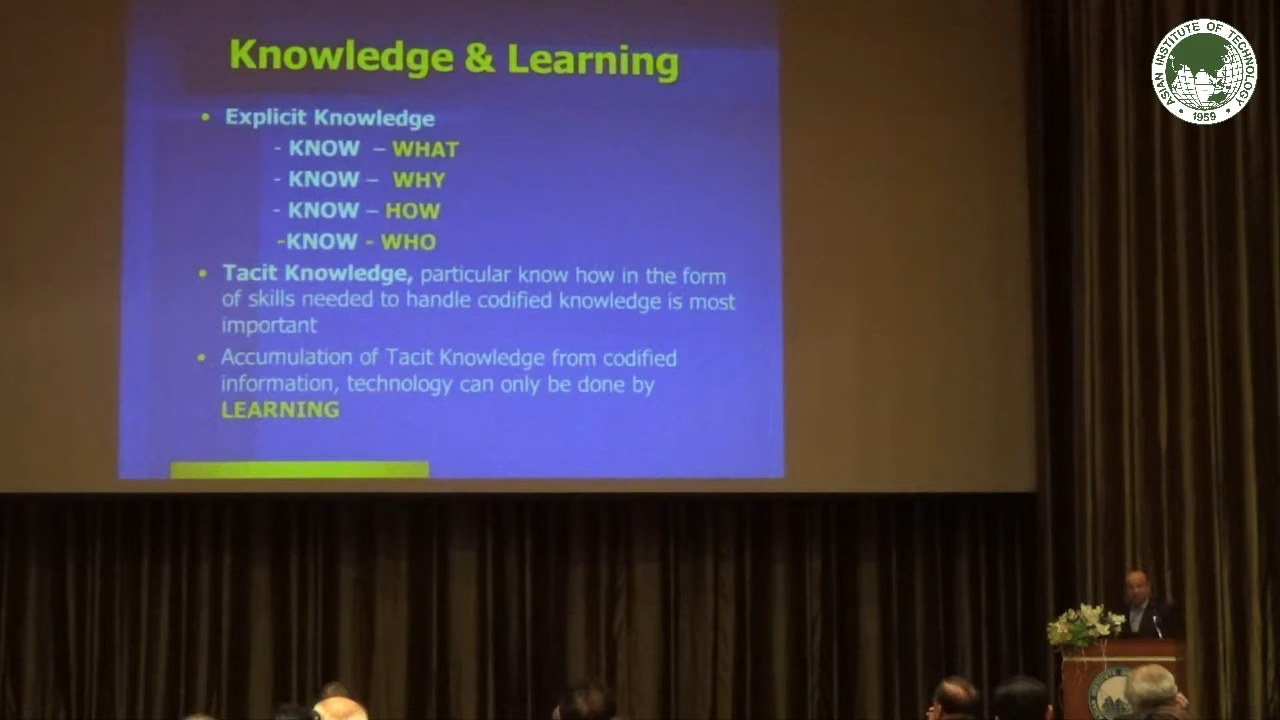 Knowledge & Learning
• Explicit Knowledge
- KNOW – WHAT
- KNOW – WHY
- KNOW – HOW
-KNOW - WHO
• Tacit Knowledge, particular know how in the form
of skills needed to handle codified knowledge is most
important
• Accumulation of Tacit Knowledge from codified
information, technology can only be done by
LEARNING
ASIAN INSTITUTE OF TECHNOLOGY
• 1959 •